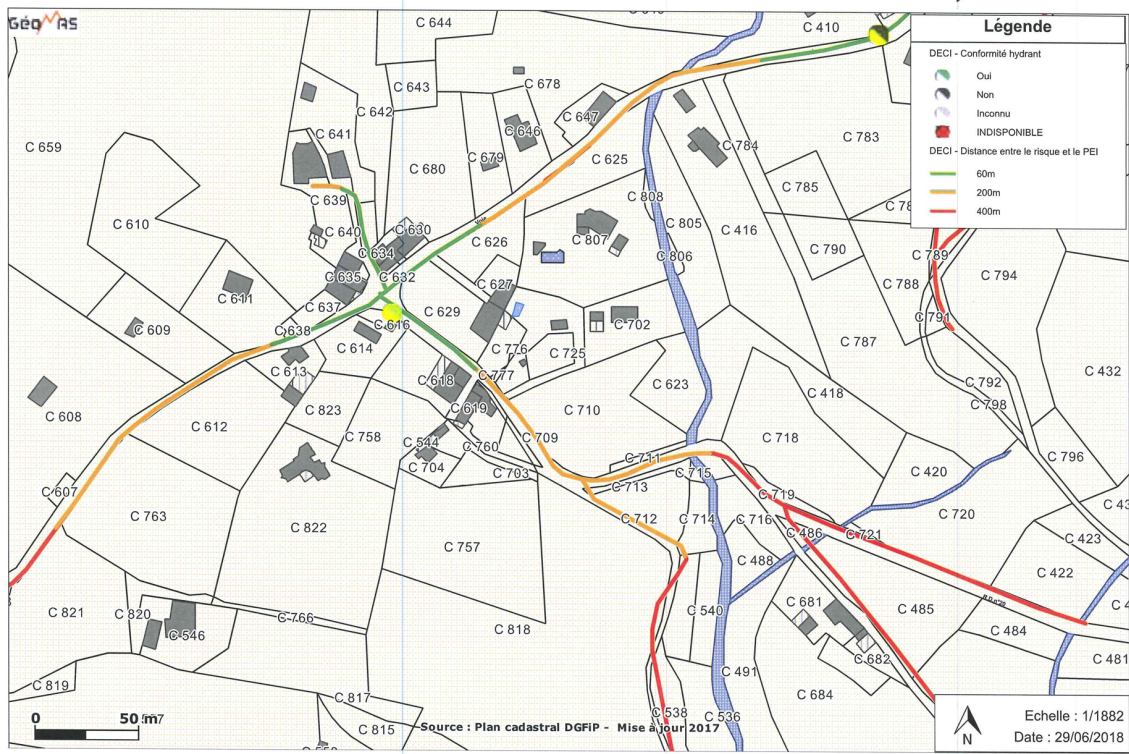 GéoMAS
C 644
C 410
Légende
DECI - Conformité hydrant
Oui
Non
Inconnu
INDISPONIBLE
DECI - Distance entre le risque et le PEI
60m
200m
400m
C 643
C 678
C 642
C 647
C 646
C 641
C 659
C 679
C 680
C 625
C 784
C 783
C 785
C 639
C 808
C 610
C 640
C 630
C 805
C 416
C 626
C 807
C 634
C 790
C 806
C 789
C 635
C 632
C 794
C 788
C 627
C 611
C 637
C 629
C 791
C 609
C 638
C 616
C 702
C 614
C 776
C 725
C 787
C 613
C 777
C 432
C 618
C 623
C 792
C 418
C 798
C 619
C 823
C 710
C 608
C 612
C 758
C 709
C 718
C 544
C 760
C 796
C 711
C 704
C 703
C 715
C 420
C 713
C 607
C 719
C 763
C 712
C 714
C 716
C 720
C 822
C 486
C 721
C 423
C 757
C 488
C 422
C 681
C 485
C 821
C 820
C 540
C 766
C 818
C 546
C 484
C 682
C 481
C 491
C 819
C 684
C 817
C 538
C 536
C 815
0 50 m
Source : Plan cadastral DGFiP - Mise à jour 2017
N
Echelle : 1/1882
Date : 29/06/2018